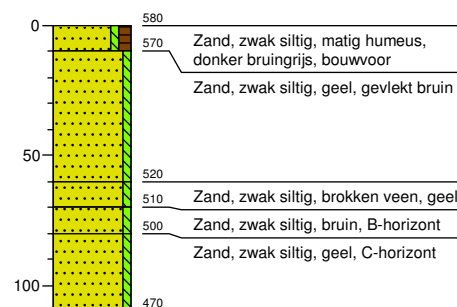 580
0
Zand, zwak siltig, matig humeus,
donker bruingrijs, bouwvoor
570
Zand, zwak siltig, geel, gevlekt bruin
50
520
Zand, zwak siltig, brokken veen, geel
510
Zand, zwak siltig, bruin, B-horizont
500
Zand, zwak siltig, geel, C-horizont
100
470